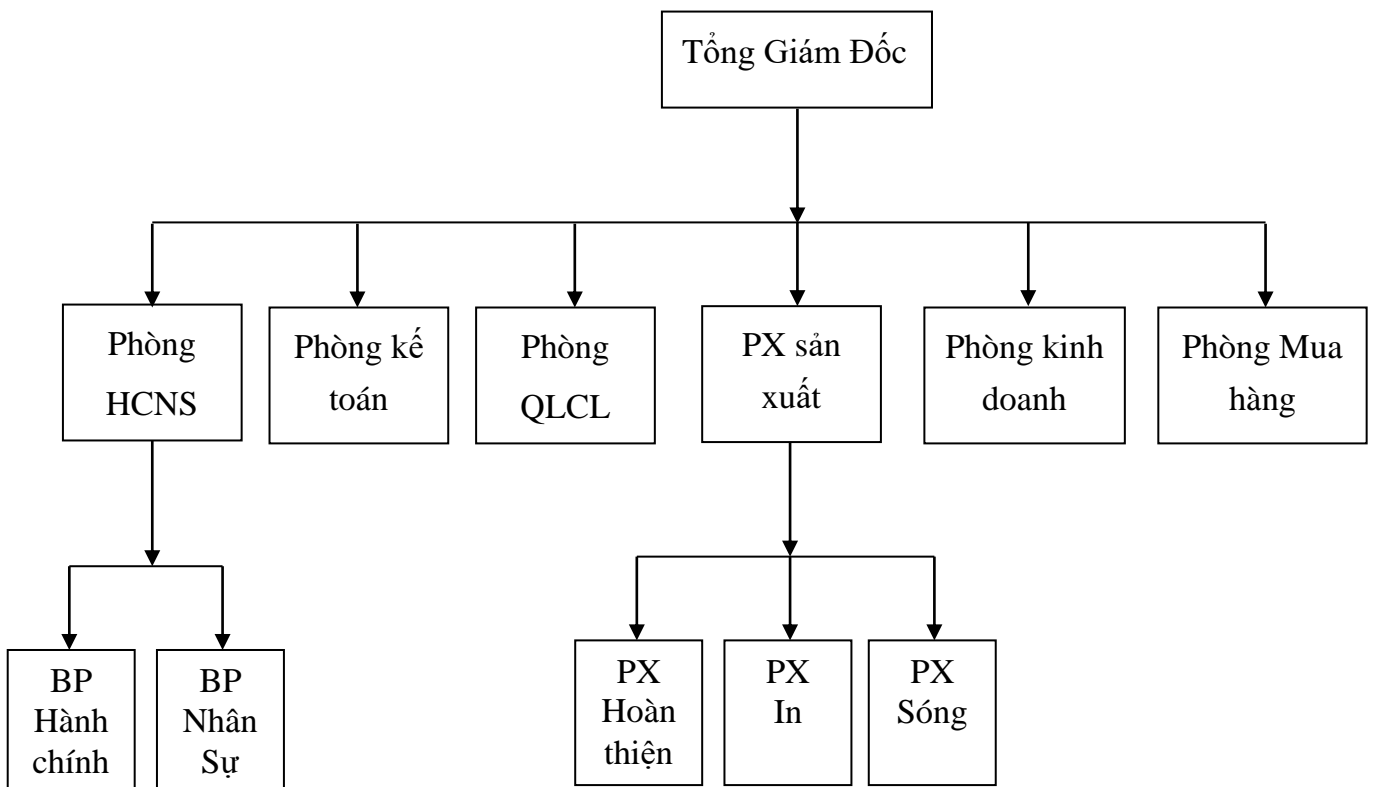 Tổng Giám Đốc
Phòng
HCNS
Phòng kế
toán
Phòng
QLCL
PX sản
xuất
Phòng kinh
doanh
Phòng Mua
hàng
BP
Hành
chính
BP
Nhân
Sự
PX
Hoàn
thiện
PX
In
PX
Sóng